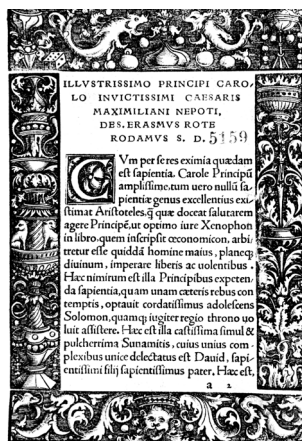 ILLVSTRISSIMO PRINCIPI CARO,
LO INVICTISSIMI CAESARIS
MAXIMILIANI NEPOTI,
DES. ERASMVS ROTE
RODAMVS S. D. 5159
CVm per se res eximia quædam
est sapientia. Carole Principũ
amplissime, tum uero nullũ sa-
pientiæ genus excellentius exi
stimat Aristoteles, q̃ quæ doceat salutarem
agere Principẽ, ut optimo iure Xenophon
in libro, quem inscripsit œconomicon, arbi
tretur esse quiddã homine maius, planeq;
diuinum, imperare liberis ac uolentibus.
Hæc nimirum est illa Principibus expeten,
da sapientia, quam unam cæteris rebus con
temptis, optauit cordatissimus adolescens
Solomon, quamq; iugiter regio throno uo
luit assistere. Hæc est illa castissima simul &
pulcherrima Sunamitis, cuius unius com-
plexibus unice delectatus est Dauid, sapi-
entissimi filij sapientissimus pater. Hæc est,
a 2